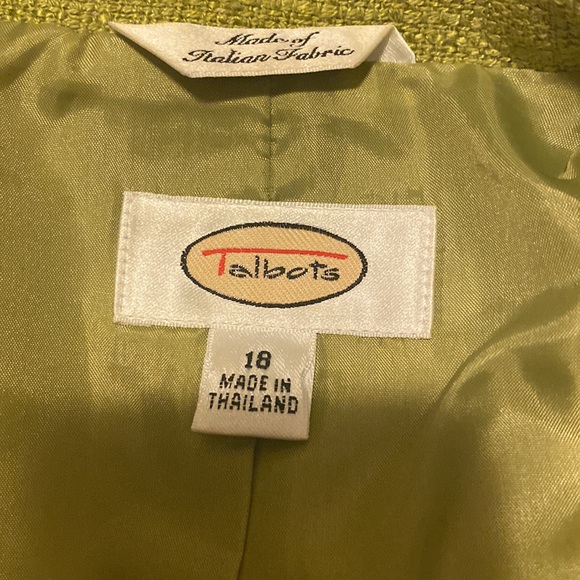 Made of
Italian Fabric
Talbots
18
MADE IN
THAILAND